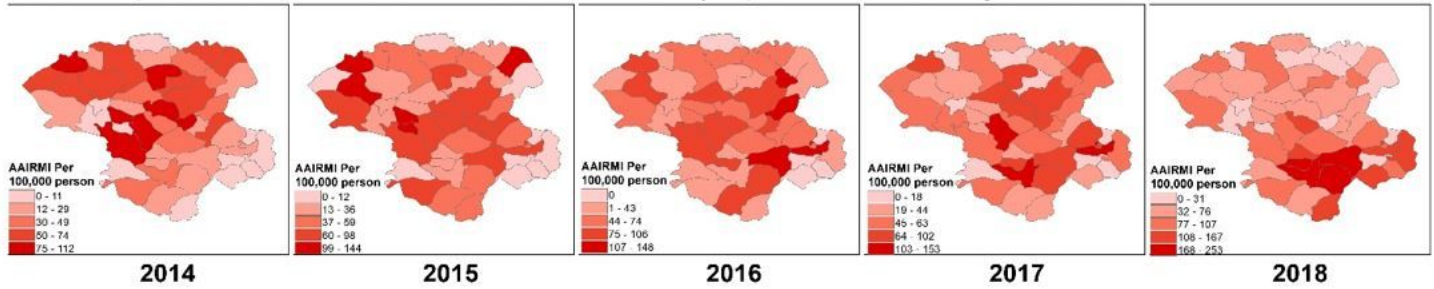 AAIRMI Per
100,000 person
0 - 11
12 - 29
30 - 49
50 - 74
75 - 112
2014
AAIRMI Per
100,000 person
0 - 12
13 - 36
37 - 59
60 - 98
99 - 144
2015
AAIRMI Per
100,000 person
0
1 - 43
44 - 74
75 - 106
107 - 148
2016
AAIRMI Per
100,000 person
0 - 18
19 - 44
45 - 63
64 - 102
103 - 153
2017
AAIRMI Per
100,000 person
0 - 31
32 - 76
77 - 107
108 - 167
168 - 253
2018